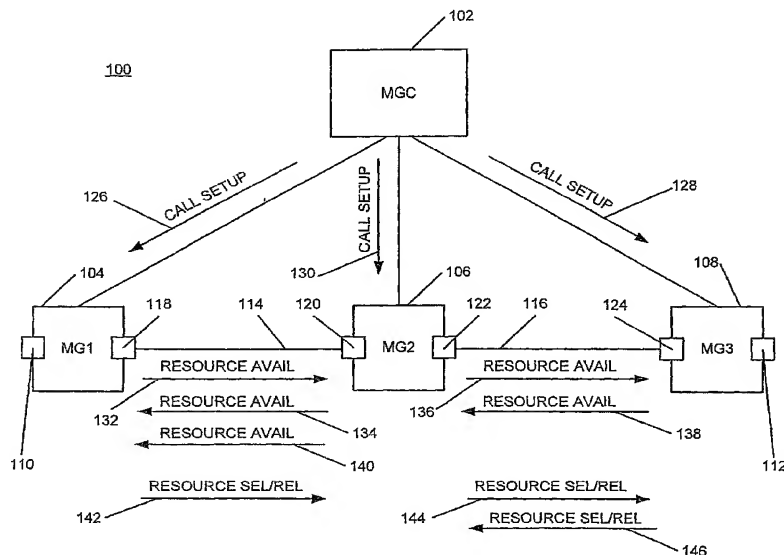 102
100
MGC
126
CALL SETUP
CALL SETUP
CALL SETUP
128
130
104
106
108
118
114
120
122
116
124
MG1
MG2
MG3
RESOURCE AVAIL
RESOURCE AVAIL
132
136
RESOURCE AVAIL
RESOURCE AVAIL
134
138
RESOURCE AVAIL
110
140
112
RESOURCE SEL/REL
RESOURCE SEL/REL
142
144
RESOURCE SEL/REL
146